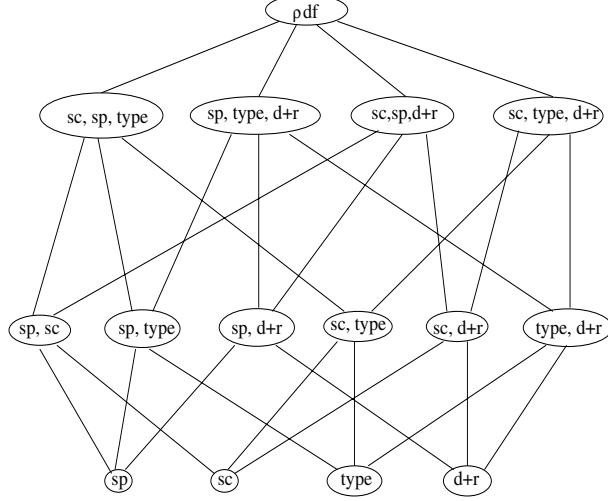 ρdf
sc, sp, type
sp, type, d+r
sc,sp,d+r
sc, type, d+r
sp, sc
sp, type
sp, d+r
sc, type
sc, d+r
type, d+r
sp
sc
type
d+r